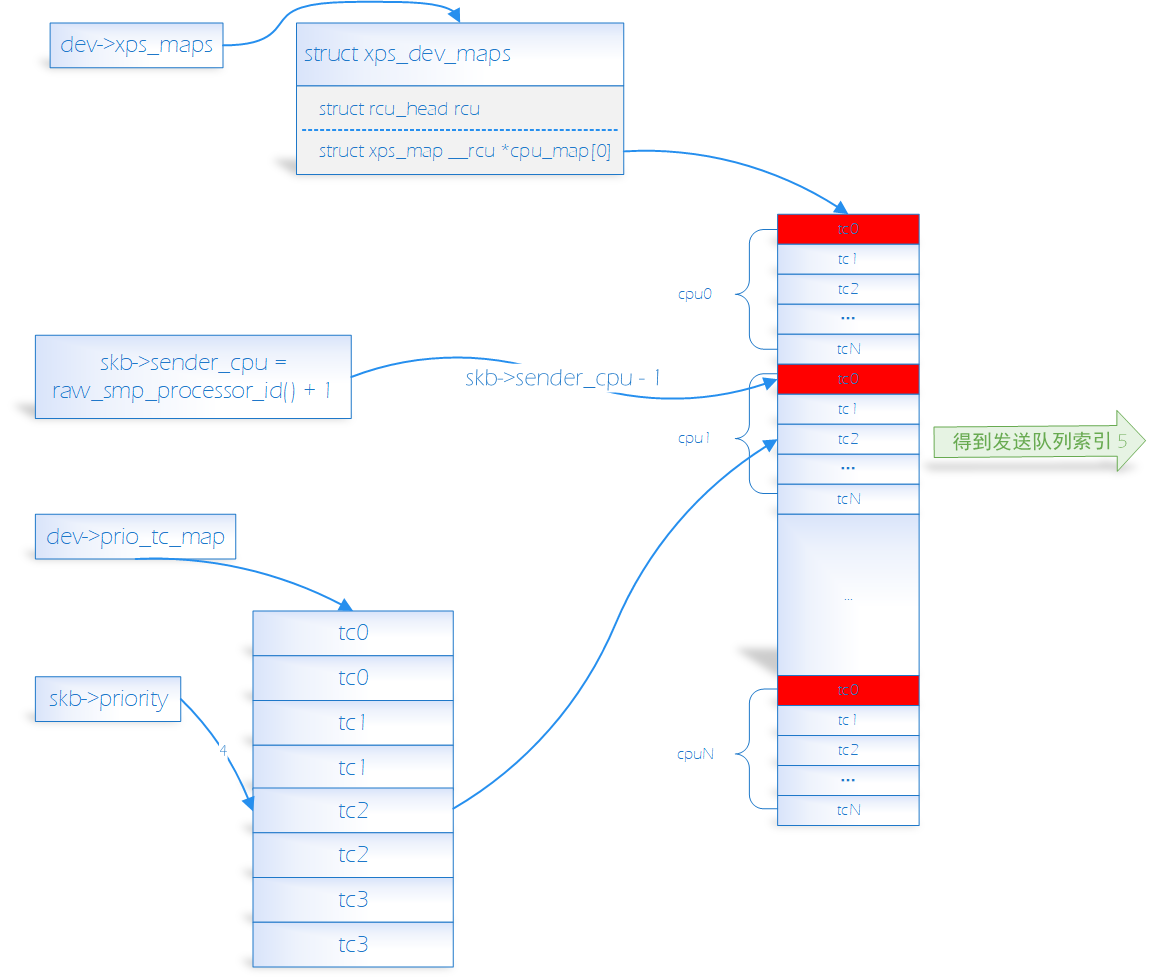 dev->xps_maps
struct xps_dev_maps
struct rcu_head rcu
struct xps_map __rcu *cpu_map[0]
tc0
tc1
cpu0
tc2
...
tcN
skb->sender_cpu =
raw_smp_processor_id() + 1
skb->sender_cpu - 1
tc0
tc1
cpu1
tc2
...
tcN
得到发送队列索引 5
dev->prio_tc_map
...
skb->priority
4
tc0
tc0
tc1
tc1
tc2
tc2
tc3
tc3
tc0
tc1
cpuN
tc2
...
tcN